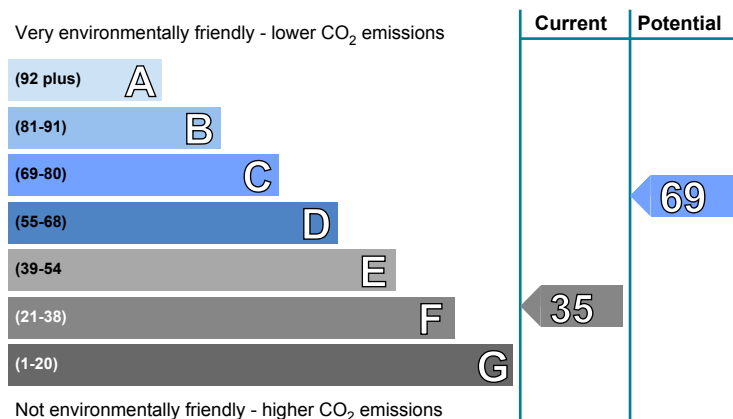 Very environmentally friendly - lower CO2 emissions
Current
Potential
(92 plus) A
(81-91) B
(69-80) C
69
(55-68) D
(39-54 E
(21-38) F
35
(1-20) G
Not environmentally friendly - higher CO2 emissions